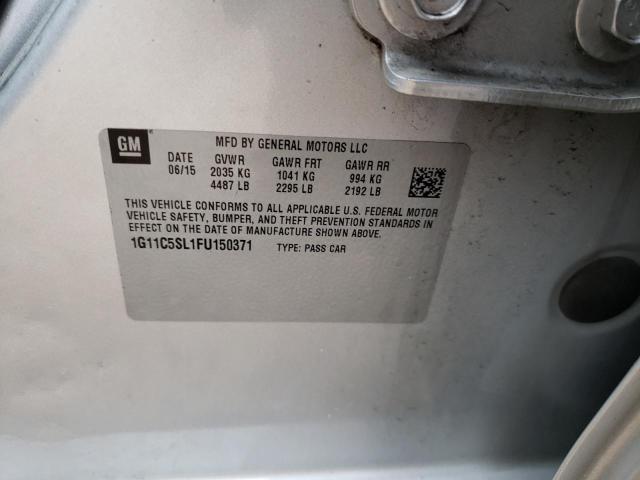 GM
MFD BY GENERAL MOTORS LLC
DATE GVWR GAWR FRT GAWR RR
06/15 2035 KG 1041 KG 994 KG
4487 LB 2295 LB 2192 LB
THIS VEHICLE CONFORMS TO ALL APPLICABLE U.S. FEDERAL MOTOR
VEHICLE SAFETY, BUMPER, AND THEFT PREVENTION STANDARDS IN
EFFECT ON THE DATE OF MANUFACTURE SHOWN ABOVE.
1G11C5SL1FU150371 TYPE: PASS CAR